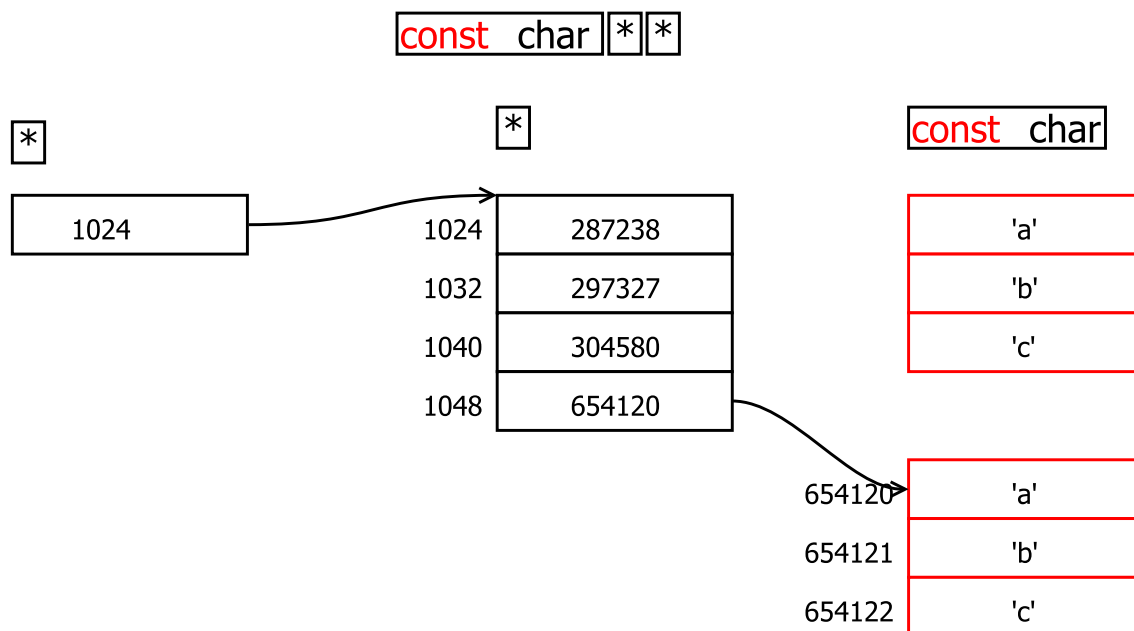 const char * *
*
*
const char
1024
1024 287238 'a'
1032 297327 'b'
1040 304580 'c'
1048 654120
654120 'a'
654121 'b'
654122 'c'